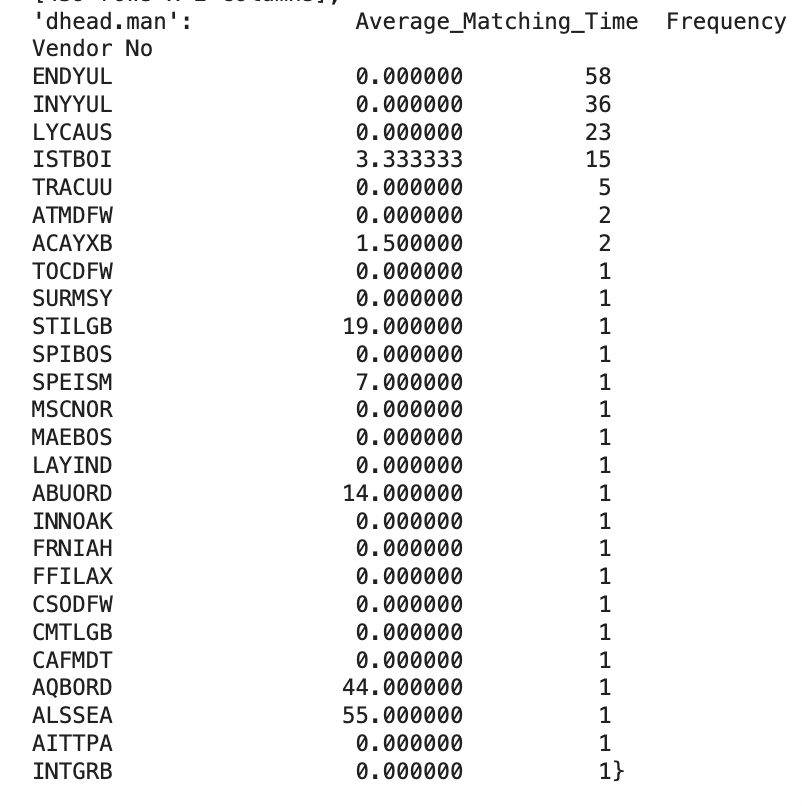 'dhead.man': Average_Matching_Time Frequency
Vendor No
ENDYUL 0.000000 58
INYYUL 0.000000 36
LYCAUS 0.000000 23
ISTBOI 3.333333 15
TRACUU 0.000000 5
ATMDFW 0.000000 2
ACAYXB 1.500000 2
TOCDFW 0.000000 1
SURMSY 0.000000 1
STILGB 19.000000 1
SPIBOS 0.000000 1
SPEISM 7.000000 1
MSCNOR 0.000000 1
MAEBOS 0.000000 1
LAYIND 0.000000 1
ABUORD 14.000000 1
INNOAK 0.000000 1
FRNIAH 0.000000 1
FFILAX 0.000000 1
CSODFW 0.000000 1
CMTLGB 0.000000 1
CAFMDT 0.000000 1
AQBORD 44.000000 1
ALSSEA 55.000000 1
AITTPA 0.000000 1
INTGRB 0.000000 1}